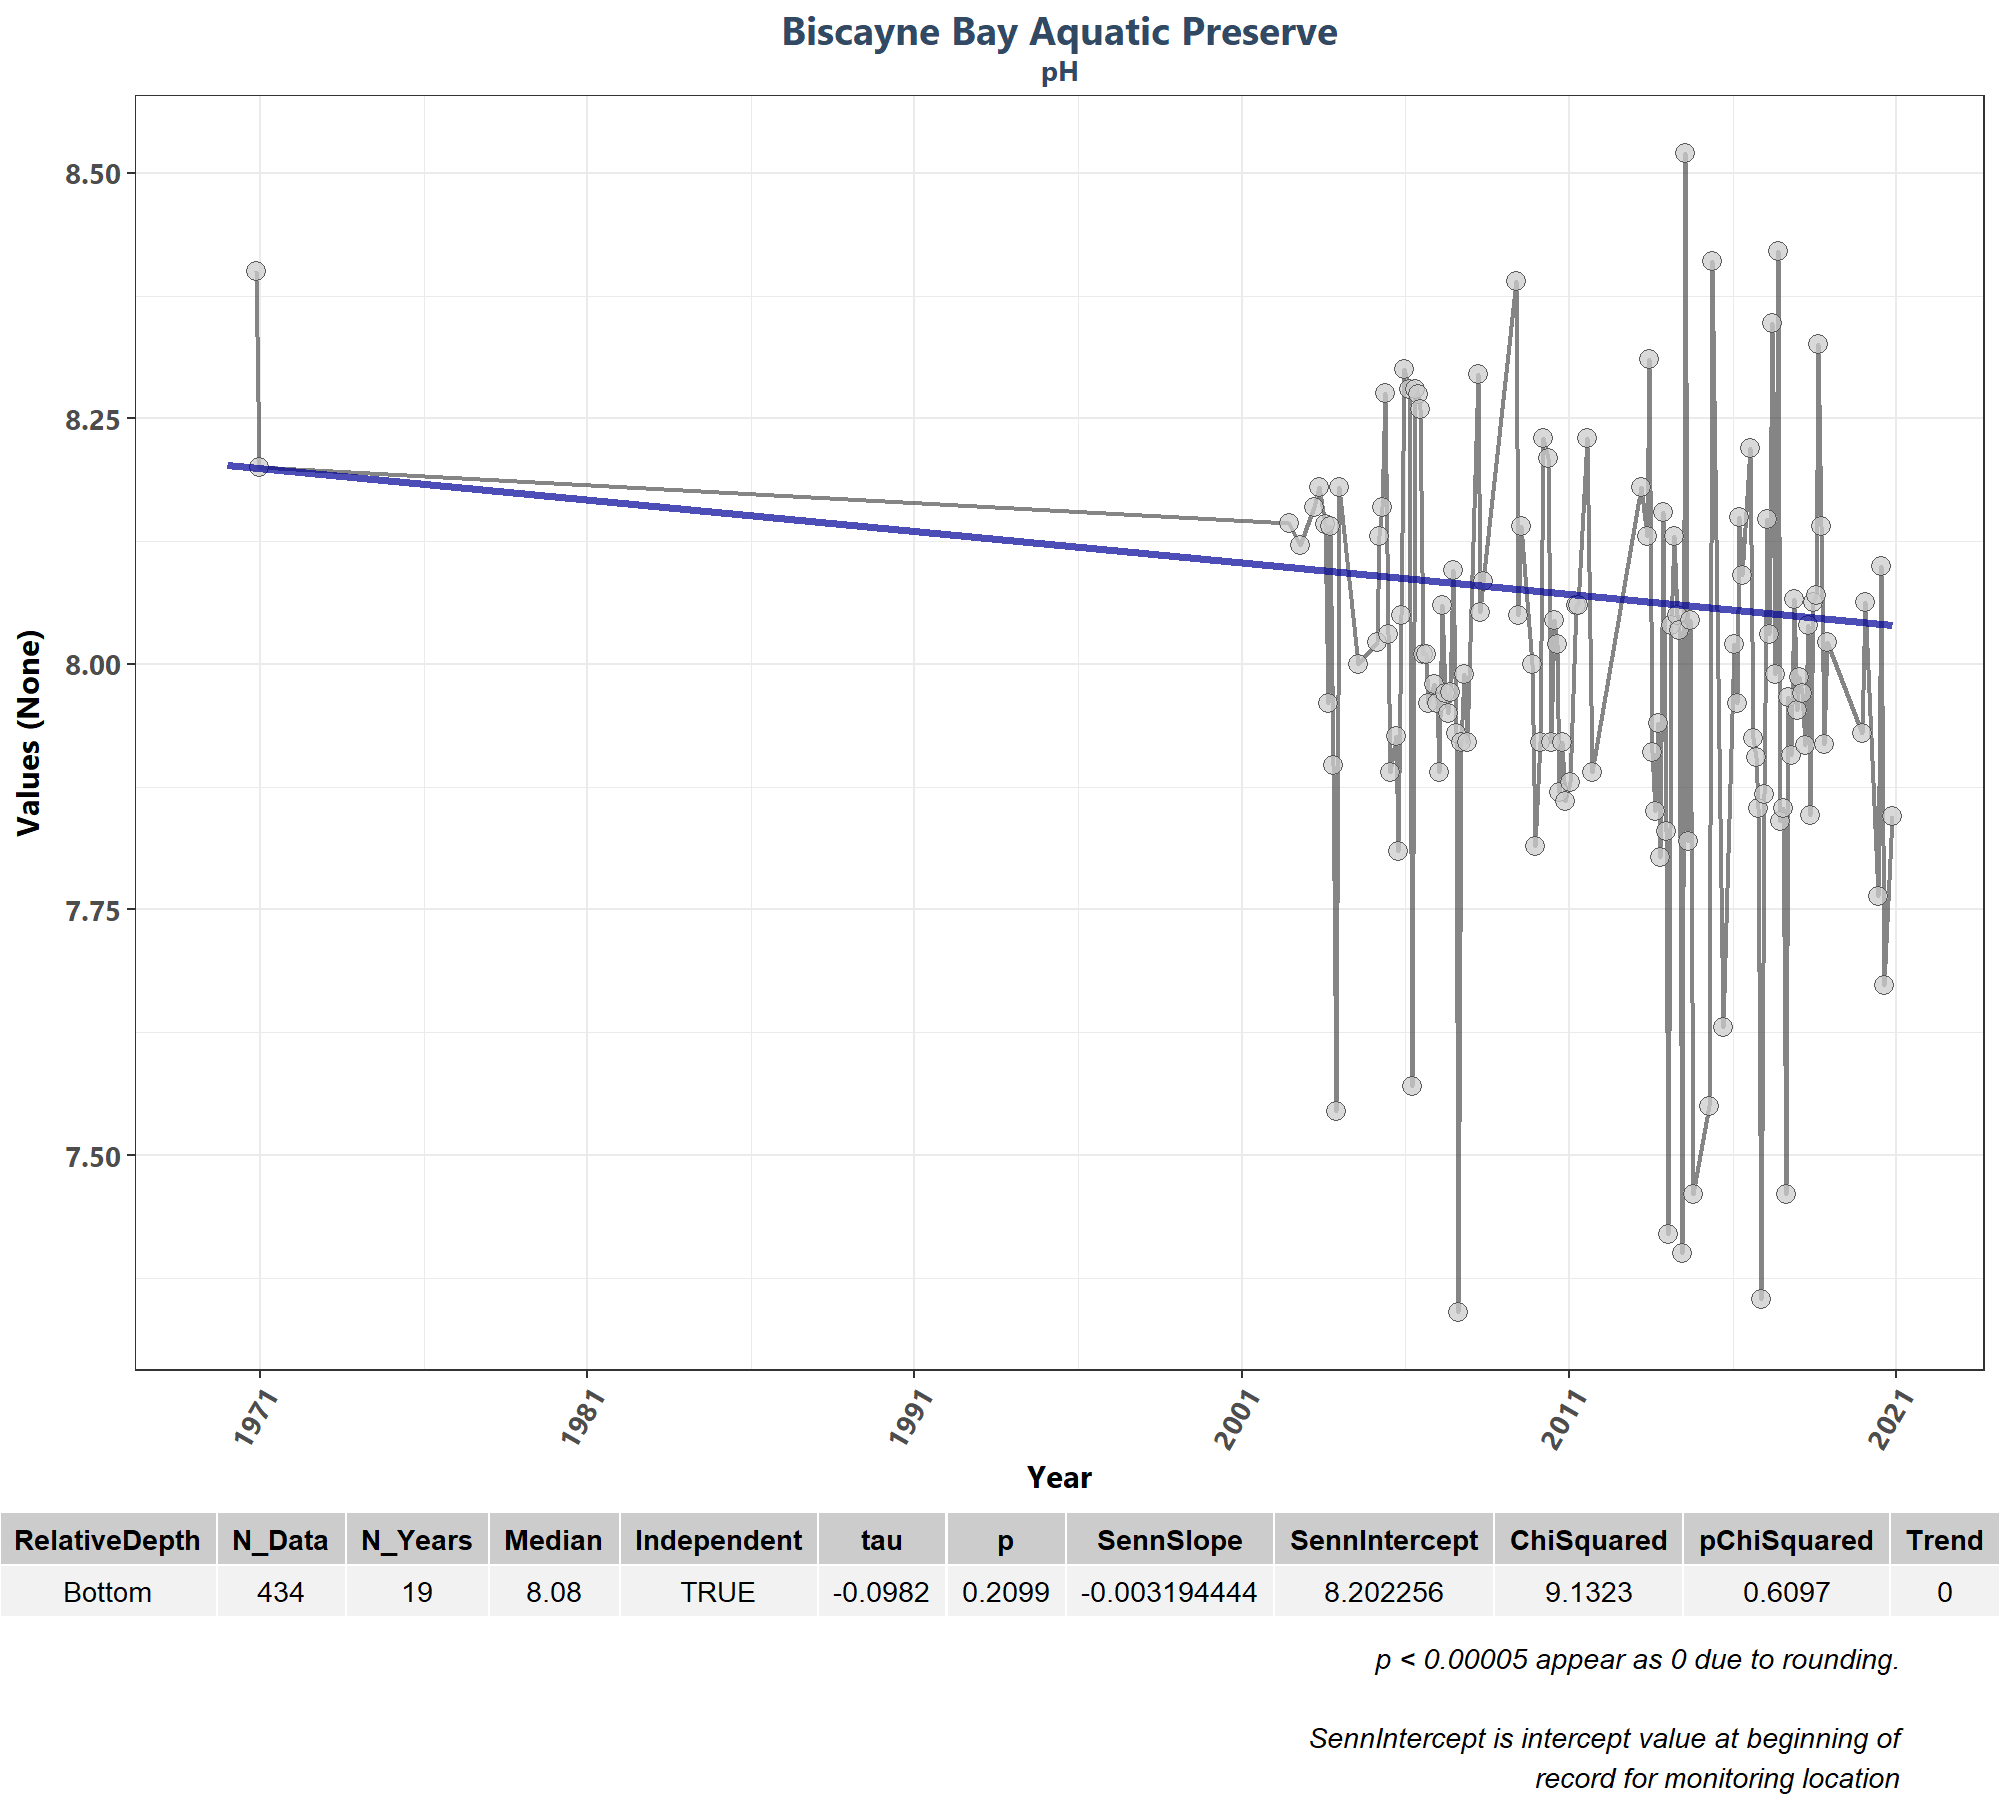 Biscayne Bay Aquatic Preserve
pH
8.50
8.25
8.00
7.75
7.50
Values (None)
1971 1981 1991 2001 2011 2021
Year
RelativeDepth N_Data N_Years Median Independent tau p SennSlope SennIntercept ChiSquared pChiSquared Trend
Bottom 434 19 8.08 TRUE -0.0982 0.2099 -0.003194444 8.202256 9.1323 0.6097 0
p < 0.00005 appear as 0 due to rounding.
SennIntercept is intercept value at beginning of
record for monitoring location